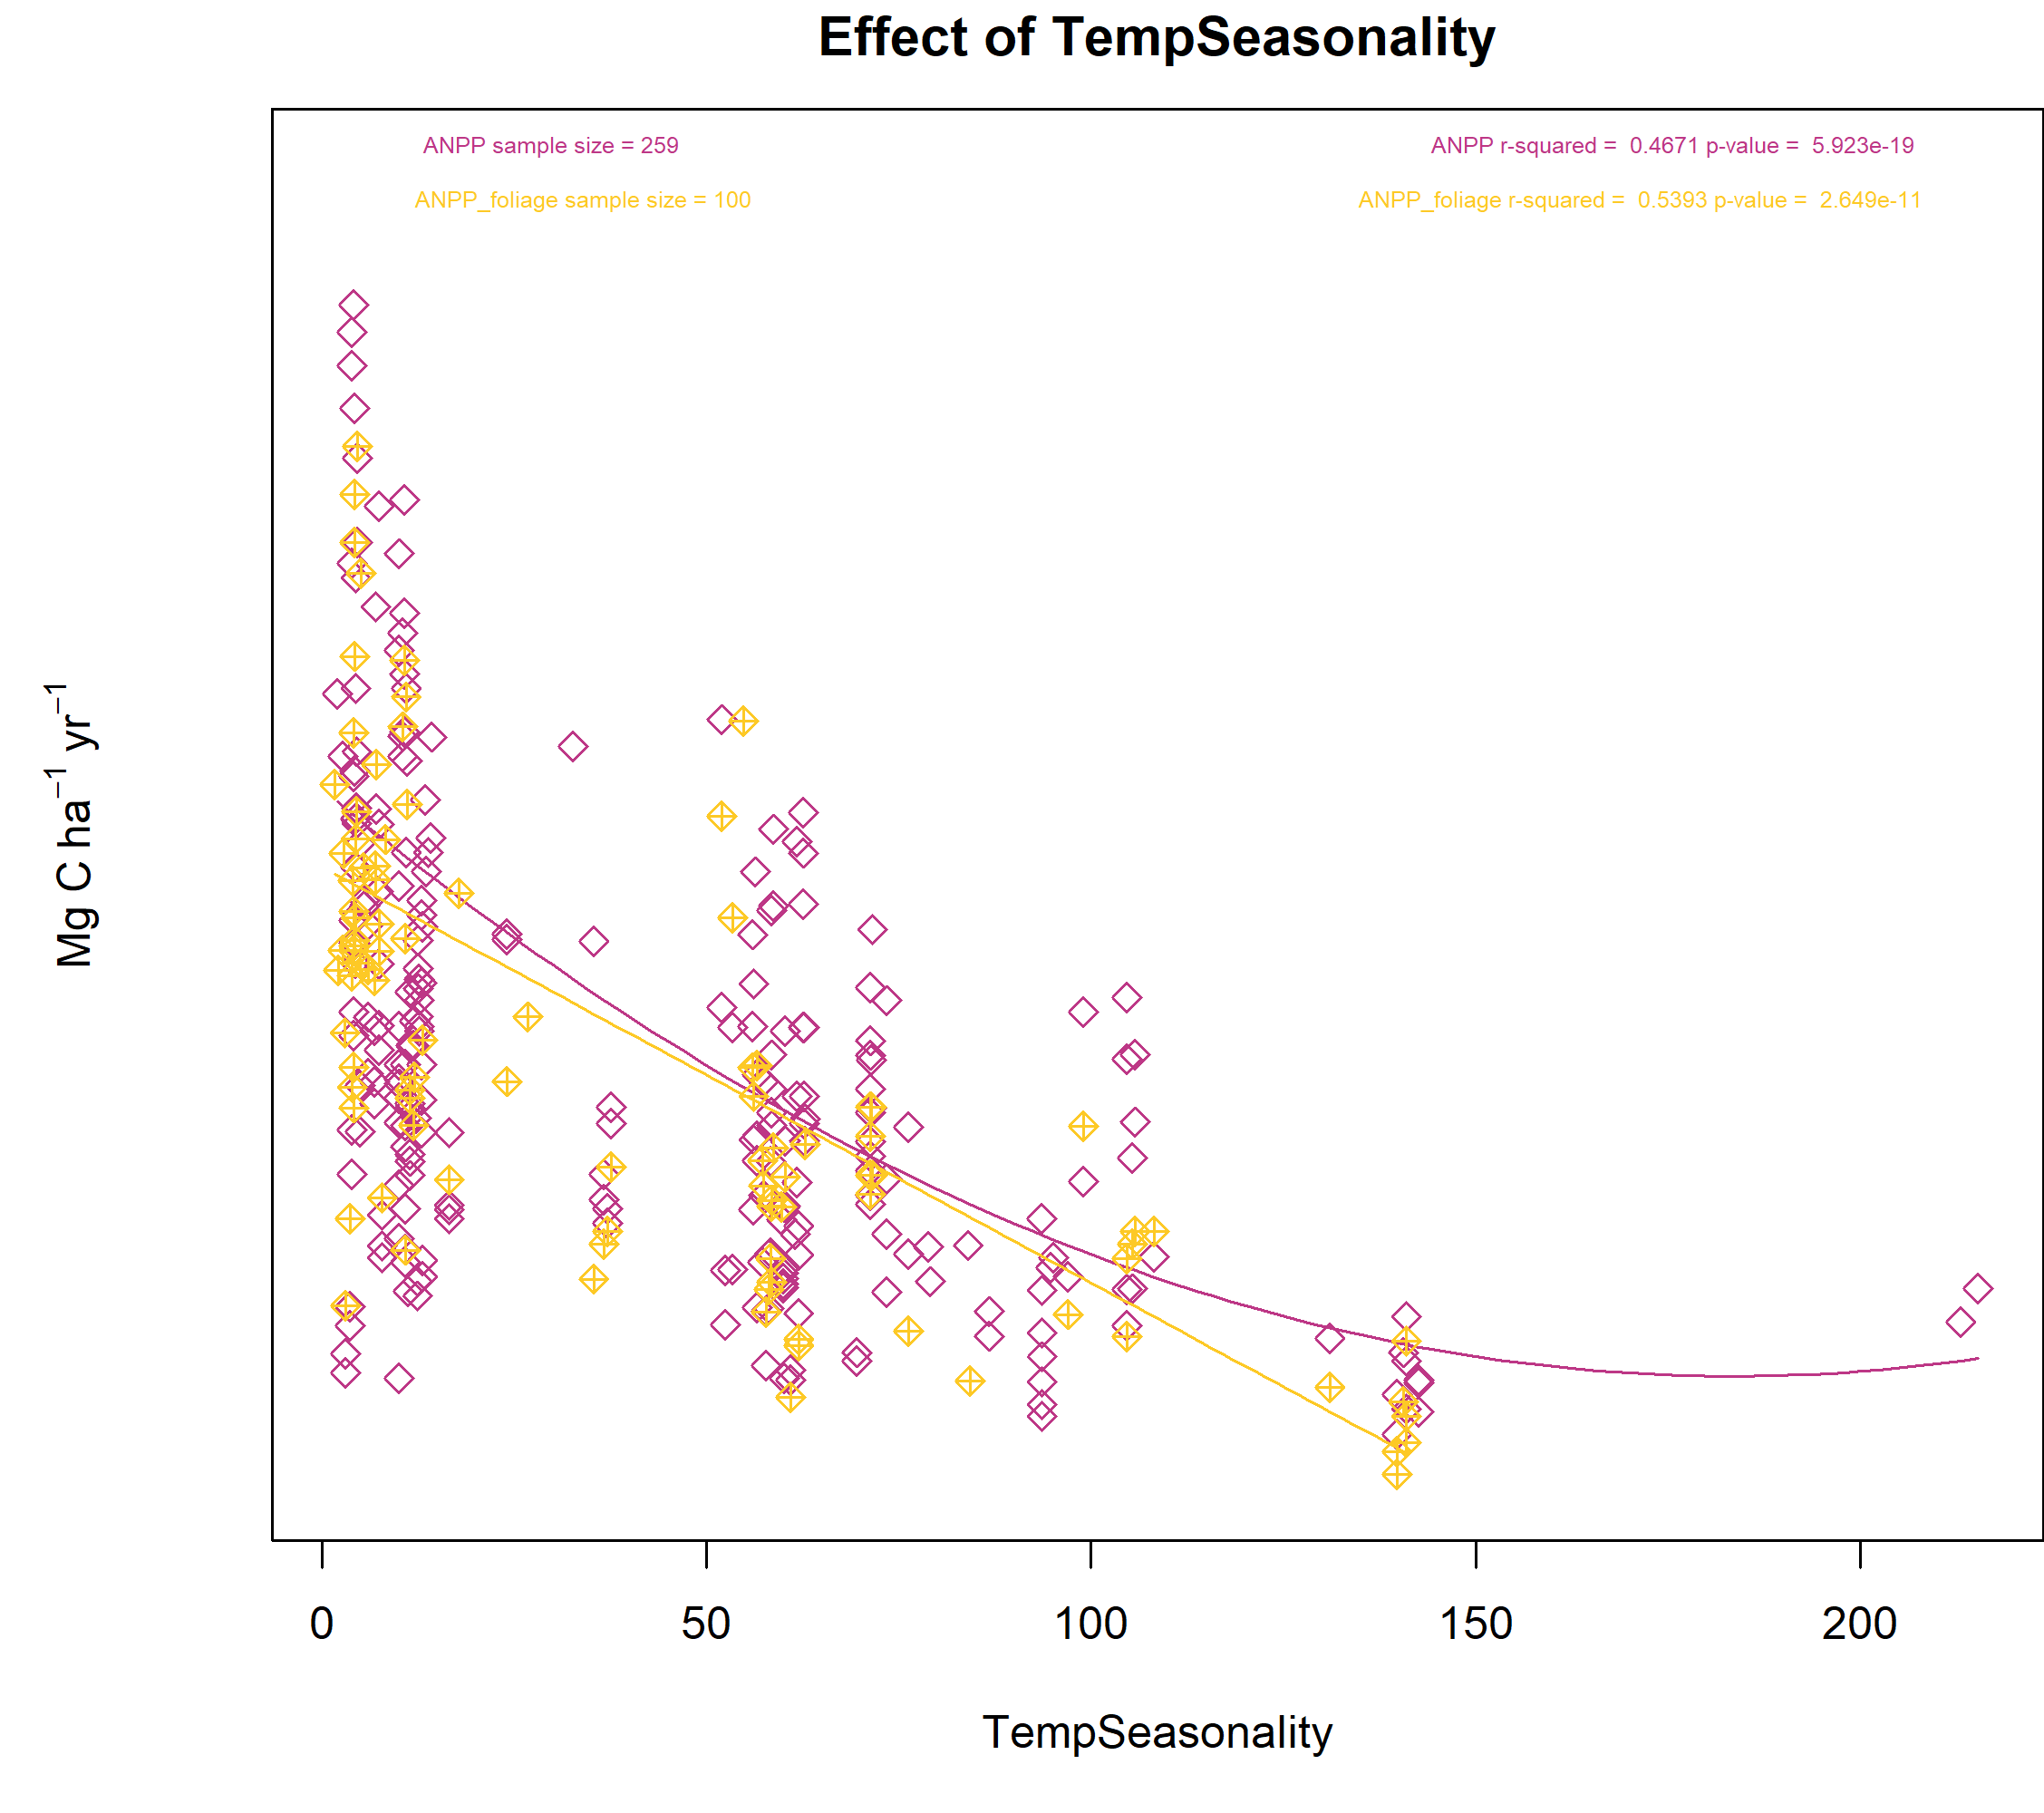 Effect of TempSeasonality
ANPP sample size = 259
ANPP r-squared =  0.4671 p-value =  5.923e-19
ANPP_foliage sample size = 100
ANPP_foliage r-squared =  0.5393 p-value =  2.649e-11
Mg C ha⁻¹ yr⁻¹
0 50 100 150 200
TempSeasonality